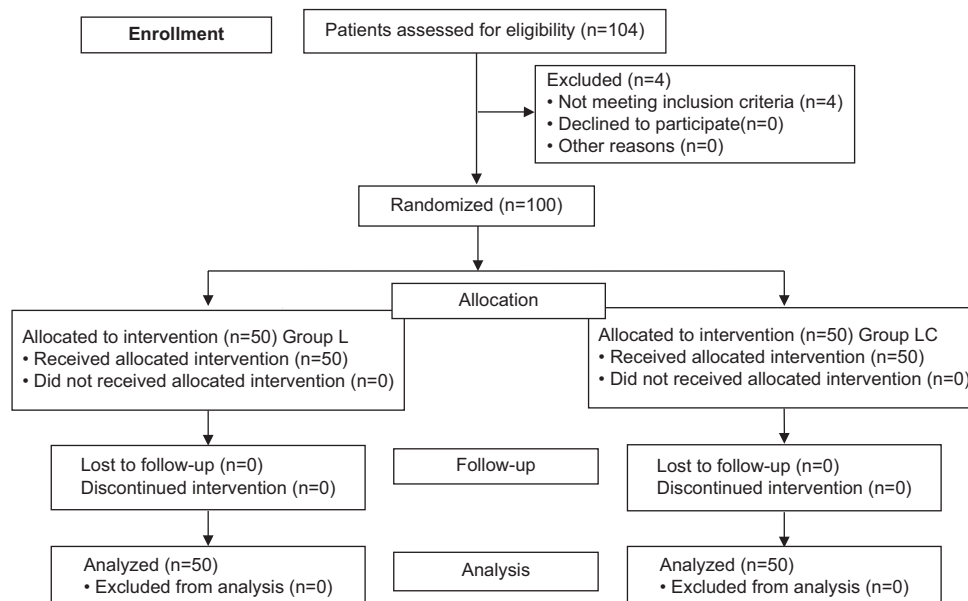 Enrollment
Patients assessed for eligibility (n=104)
Excluded (n=4)
• Not meeting inclusion criteria (n=4)
• Declined to participate(n=0)
• Other reasons (n=0)
Randomized (n=100)
Allocation
Allocated to intervention (n=50) Group L
• Received allocated intervention (n=50)
• Did not received allocated intervention (n=0)
Allocated to intervention (n=50) Group LC
• Received allocated intervention (n=50)
• Did not received allocated intervention (n=0)
Lost to follow-up (n=0)
Discontinued intervention (n=0)
Follow-up
Lost to follow-up (n=0)
Discontinued intervention (n=0)
Analyzed (n=50)
• Excluded from analysis (n=0)
Analysis
Analyzed (n=50)
• Excluded from analysis (n=0)